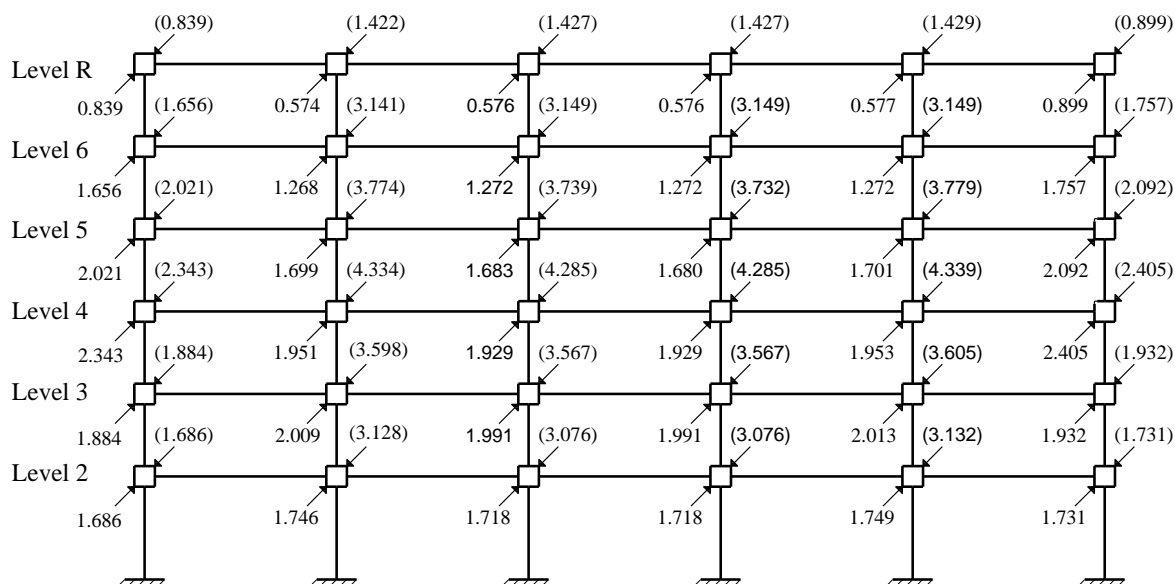 (0.839) (1.422) (1.427) (1.427) (1.429) (0.899)
Level R
0.839 0.574 0.576 0.576 0.577 0.899
(1.656) (3.141) (3.149) (3.149) (3.149) (1.757)
Level 6
1.656 1.268 1.272 1.272 1.272 1.757
(2.021) (3.774) (3.739) (3.732) (3.779) (2.092)
Level 5
2.021 1.699 1.683 1.680 1.701 2.092
(2.343) (4.334) (4.285) (4.285) (4.339) (2.405)
Level 4
2.343 1.951 1.929 1.929 1.953 2.405
(1.884) (3.598) (3.567) (3.567) (3.605) (1.932)
Level 3
1.884 2.009 1.991 1.991 2.013 1.932
(1.686) (3.128) (3.076) (3.076) (3.132) (1.731)
Level 2
1.686 1.746 1.718 1.718 1.749 1.731